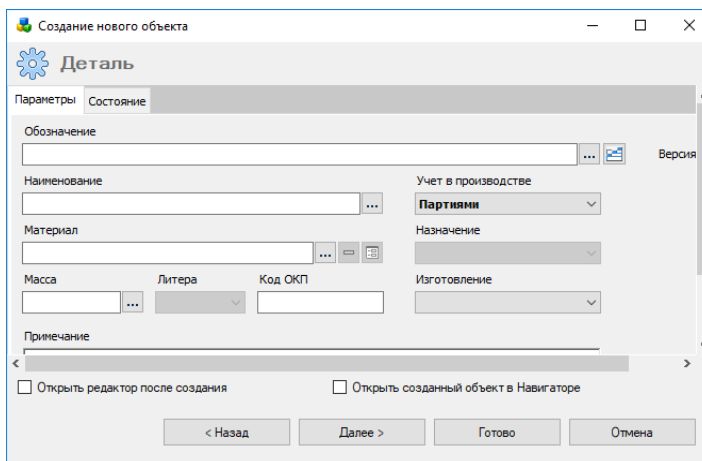 Создание нового объекта
Деталь
Параметры Состояние
Обозначение
... Версия
Наименование Учет в производстве
... Партиями
Материал Назначение
...
Масса Литера Код ОКП Изготовление
...
Примечание
Открыть редактор после создания Открыть созданный объект в Навигаторе
< Назад Далее > Готово Отмена